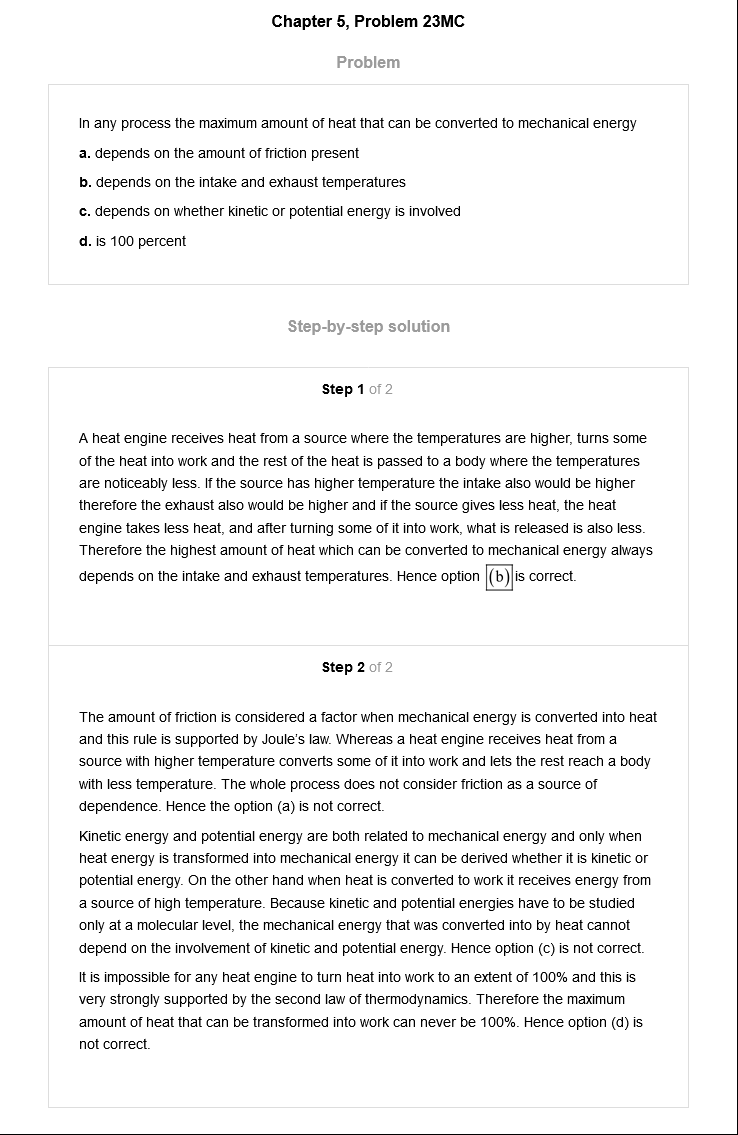 Chapter 5, Problem 23MC
Problem
In any process the maximum amount of heat that can be converted to mechanical energy
a. depends on the amount of friction present
b. depends on the intake and exhaust temperatures
c. depends on whether kinetic or potential energy is involved
d. is 100 percent
Step-by-step solution
Step 1 of 2
A heat engine receives heat from a source where the temperatures are higher, turns some
of the heat into work and the rest of the heat is passed to a body where the temperatures
are noticeably less. If the source has higher temperature the intake also would be higher
therefore the exhaust also would be higher and if the source gives less heat, the heat
engine takes less heat, and after turning some of it into work, what is released is also less.
Therefore the highest amount of heat which can be converted to mechanical energy always
depends on the intake and exhaust temperatures. Hence option (b) is correct.
Step 2 of 2
The amount of friction is considered a factor when mechanical energy is converted into heat
and this rule is supported by Joule's law. Whereas a heat engine receives heat from a
source with higher temperature converts some of it into work and lets the rest reach a body
with less temperature. The whole process does not consider friction as a source of
dependence. Hence the option (a) is not correct.
Kinetic energy and potential energy are both related to mechanical energy and only when
heat energy is transformed into mechanical energy it can be derived whether it is kinetic or
potential energy. On the other hand when heat is converted to work it receives energy from
a source of high temperature. Because kinetic and potential energies have to be studied
only at a molecular level, the mechanical energy that was converted into by heat cannot
depend on the involvement of kinetic and potential energy. Hence option (c) is not correct.
It is impossible for any heat engine to turn heat into work to an extent of 100% and this is
very strongly supported by the second law of thermodynamics. Therefore the maximum
amount of heat that can be transformed into work can never be 100%. Hence option (d) is
not correct.